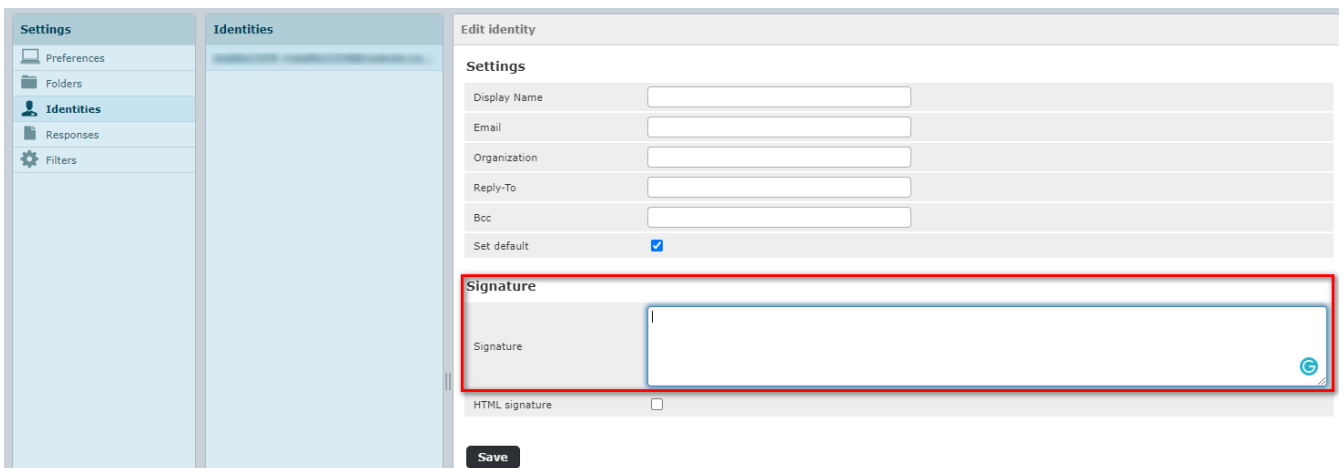 Settings
Preferences
Folders
Identities
Responses
Filters
Identities
Edit identity
Settings
Display Name
Email
Organization
Reply-To
Bcc
Set default
Signature
Signature
HTML signature
Save